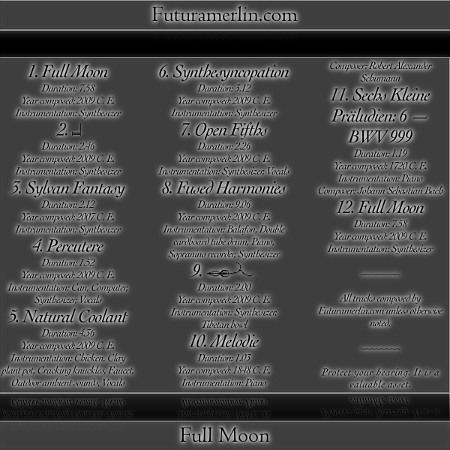 Futuramerlin.com
1. Full Moon
Duration: 7.58
Year composed: 2009 C. E.
Instrumentation: Synthesizer
2.
Duration: 2.46
Year composed: 2009 C. E.
Instrumentation: Synthesizer
3. Sylvan Fantasy
Duration: 2.12
Year composed: 2007 C. E.
Instrumentation: Synthesizer
4. Percutere
Duration: 1.52
Year composed: 2009 C. E.
Instrumentation: Can, Computer,
Synthesizer, Vocals
5. Natural Coolant
Duration: 4.56
Year composed: 2009 C. E.
Instrumentation: Chicken, Clay
plant pot, Cracking knuckles, Faucet,
Outdoor ambient sounds, Vocals
6. Synthesyncopation
Duration: 5.12
Year composed: 2009 C. E.
Instrumentation: Synthesizer
7. Open Fifths
Duration: 2.26
Year composed: 2009 C. E.
Instrumentation: Synthesizer, Vocals
8. Fused Harmonies
Duration: 9.06
Year composed: 2009 C. E.
Instrumentation: Balafon, Double
cardboard tube drum, Piano,
Sopranino recorder, Synthesizer
9.
Duration: 2.00
Year composed: 2009 C. E.
Instrumentation: Synthesizer,
Tibetan bowl
10. Melodie
Duration: 1.05
Year composed: 1848 C. E.
Instrumentation: Piano
Composer: Robert Alexander
Schumann
11. Sechs Kleine
Präludien: 6 —
BWV 999
Duration: 1.19
Year composed: 1720 C. E.
Instrumentation: Piano
Composer: Johann Sebastian Bach
12. Full Moon
Duration: 7.58
Year composed: 2009 C. E.
Instrumentation: Synthesizer
All tracks composed by
Futuramerlin.com unless otherwise
noted.
Protect your hearing. It is a
valuable asset.
Full Moon